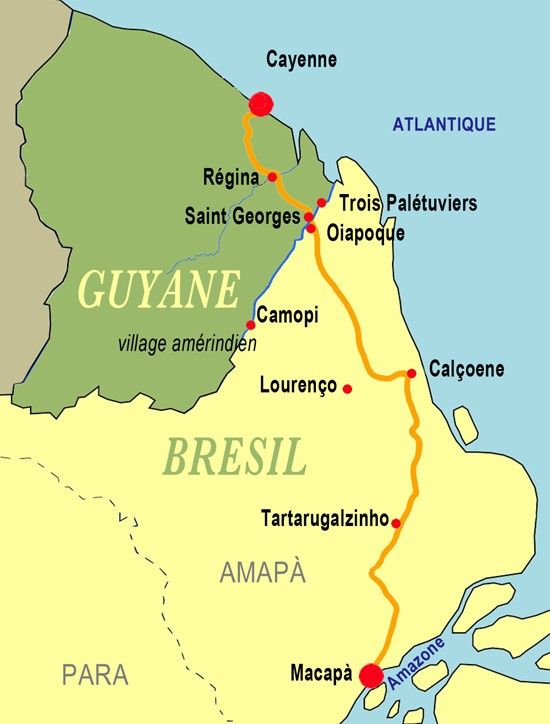 Cayenne
ATLANTIQUE
Régina
Trois Palétuviers
Saint Georges
Oiapoque
GUYANE
Camopi
village amérindien
Calçoene
Lourenço
BRESIL
Tartarugalzinho
AMAPÀ
Amazone
Macapà
PARA